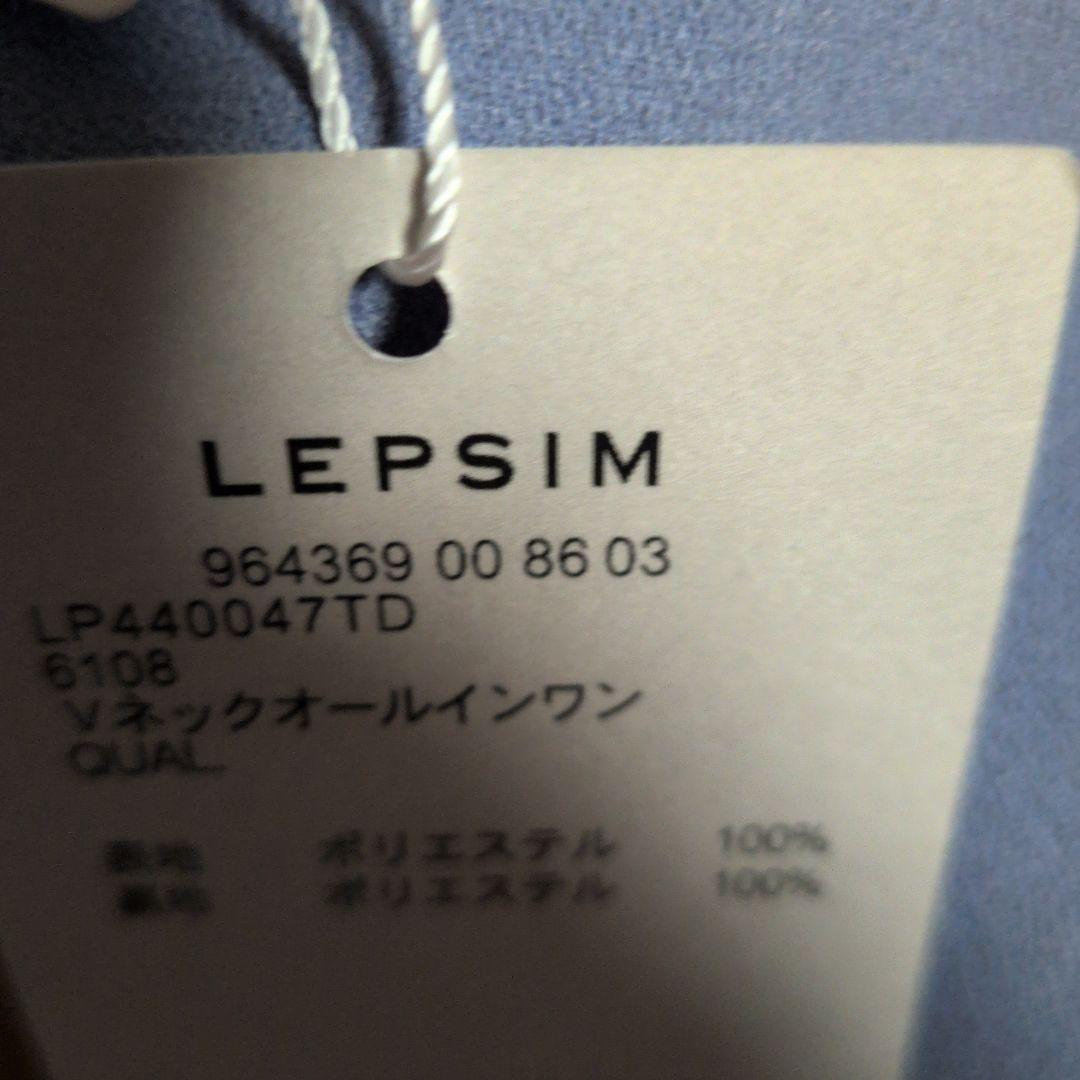 LEPSIM
964369 00 86 03
LP440047TD
6108
Vネックオールインワン
QUAL.
表地 ポリエステル 100%
裏地 ポリエステル 100%